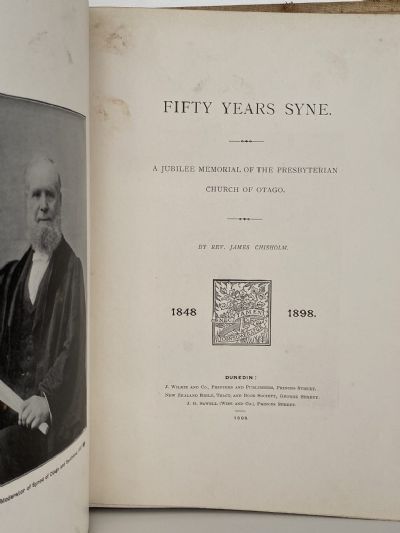 FIFTY YEARS SYNE.
A JUBILEE MEMORIAL OF THE PRESBYTERIAN
CHURCH OF OTAGO.
BY REV. JAMES CHISHOLM.
1848
1898.
DUNEDIN:
J. WILKIE AND CO., PRINTERS AND PUBLISHERS, PRINCES STREET.
NEW ZEALAND BIBLE, TRACT, AND BOOK SOCIETY, GEORGE STREET.
J. H. SEWELL (WISE AND CO.), PRINCES STREET.
1898.
Moderator of Synod of Otago and